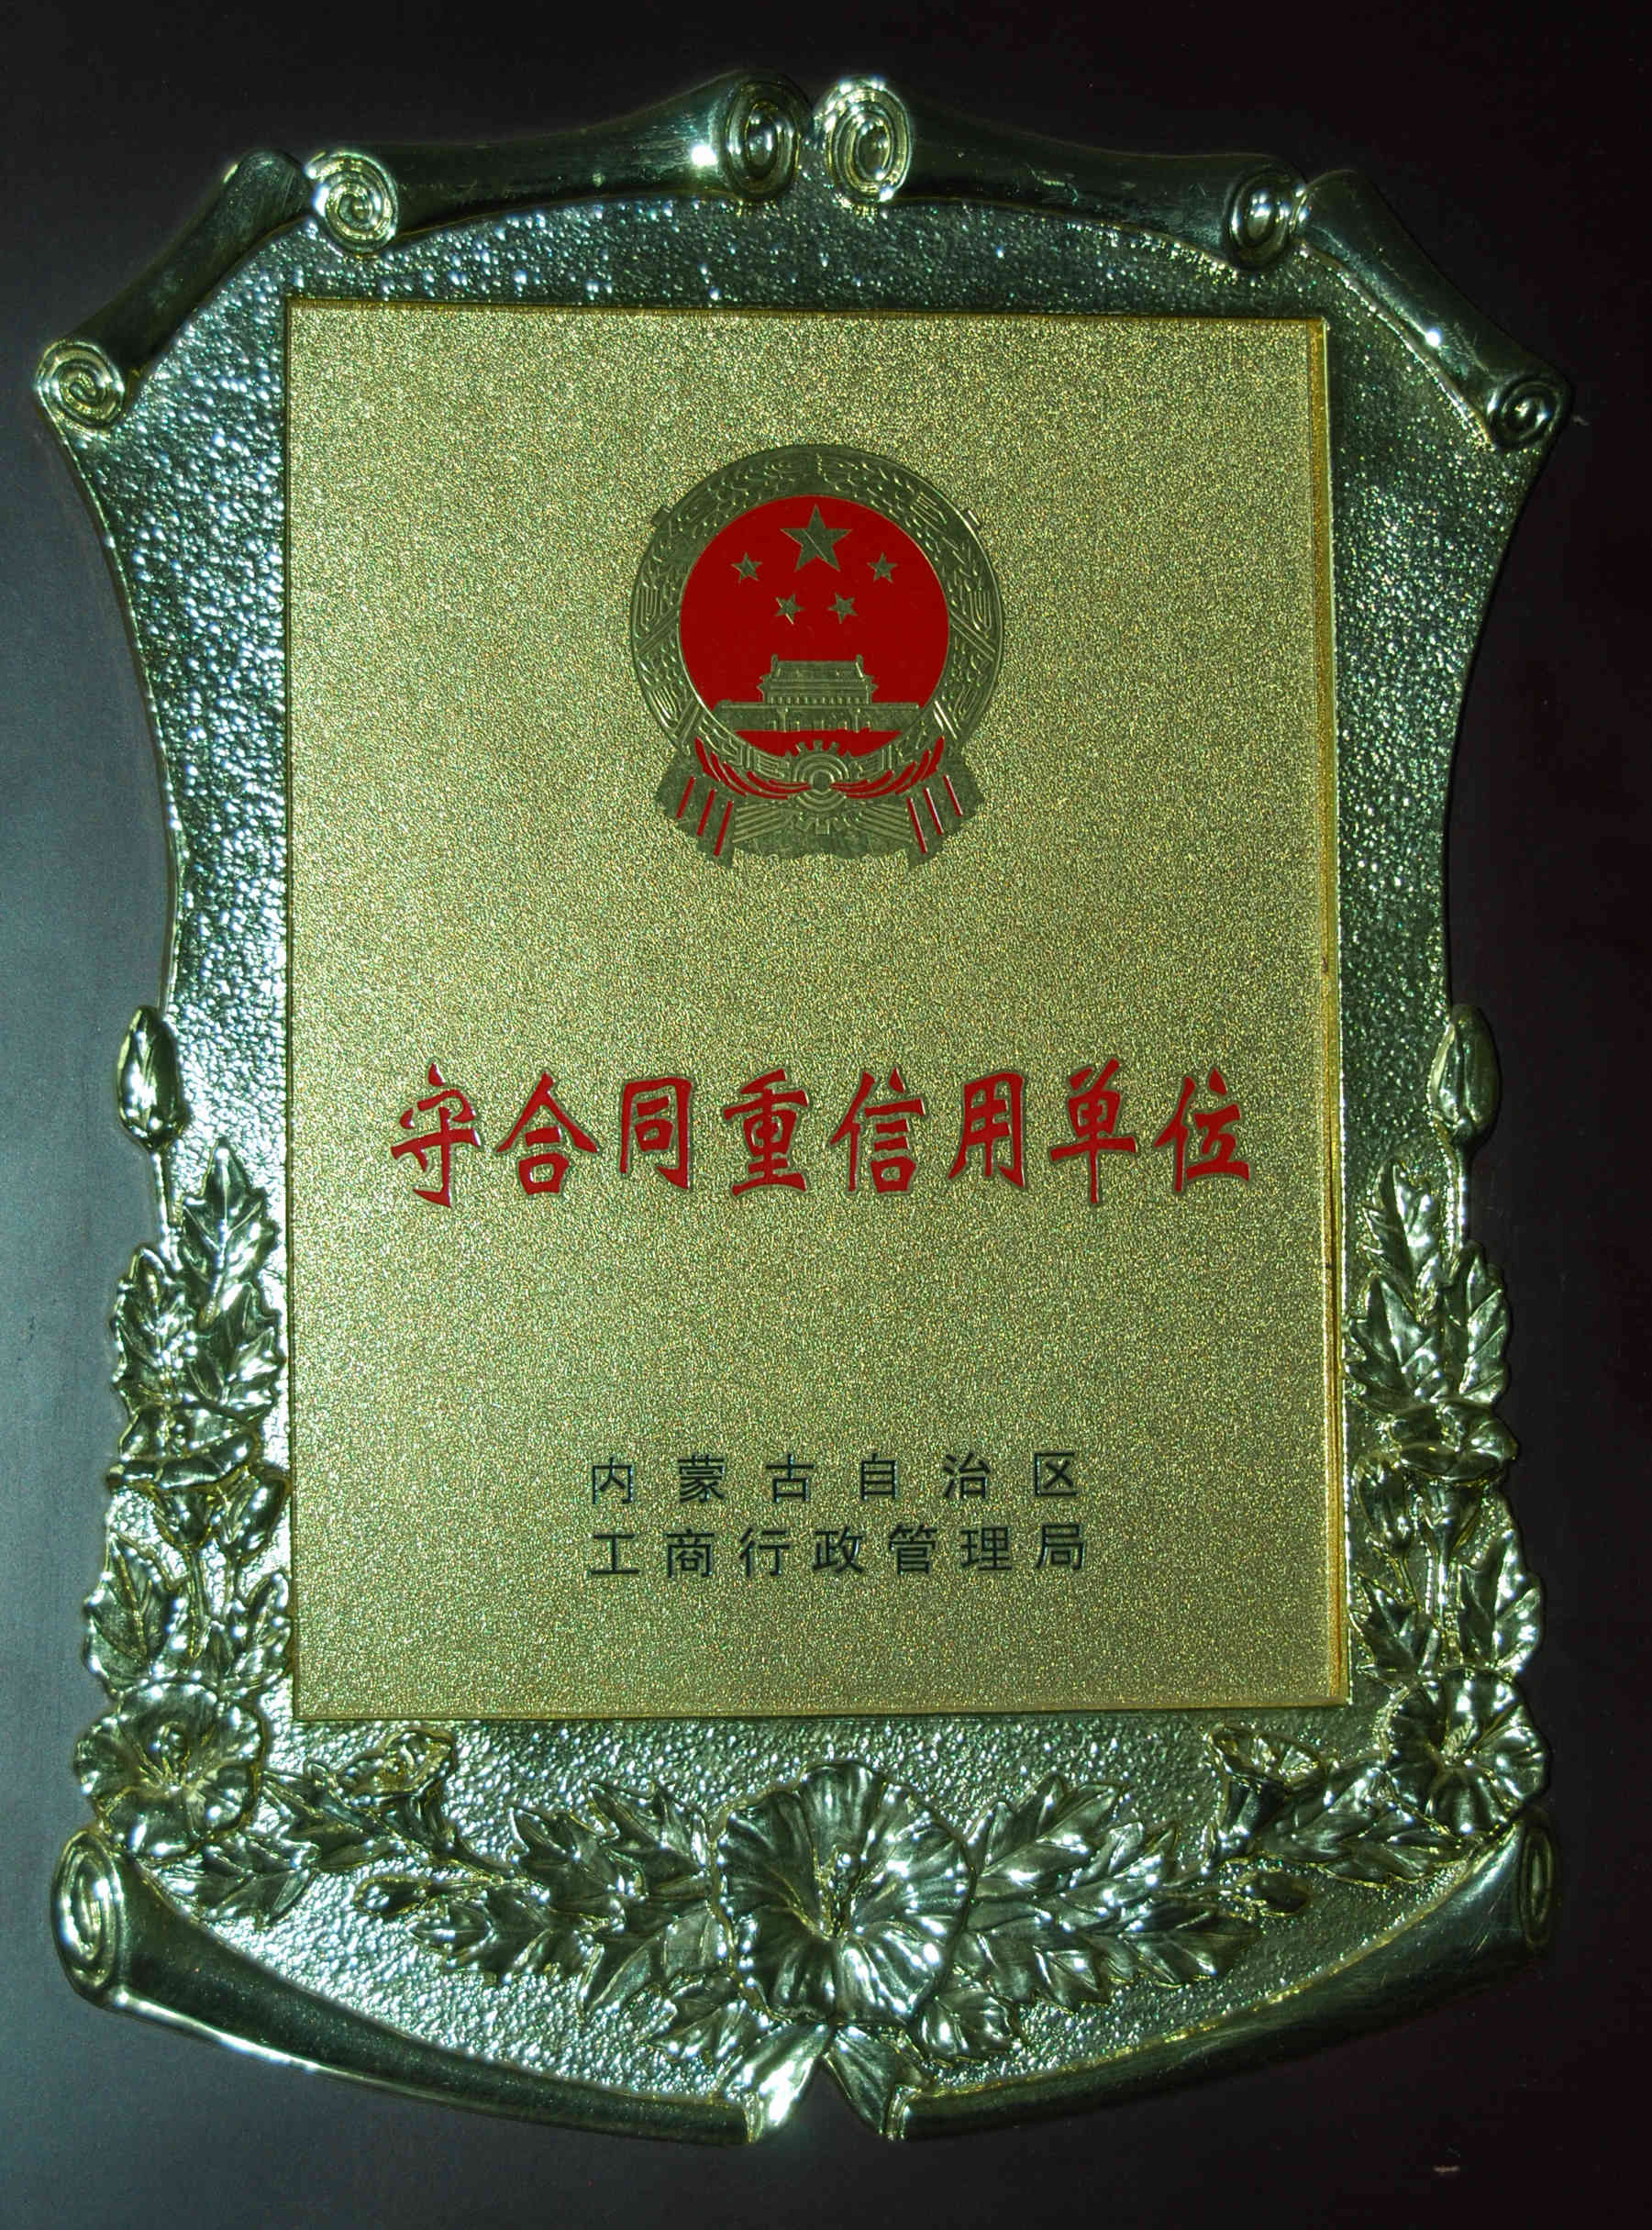 守合同重信用单位
内蒙古自治区
工商行政管理局